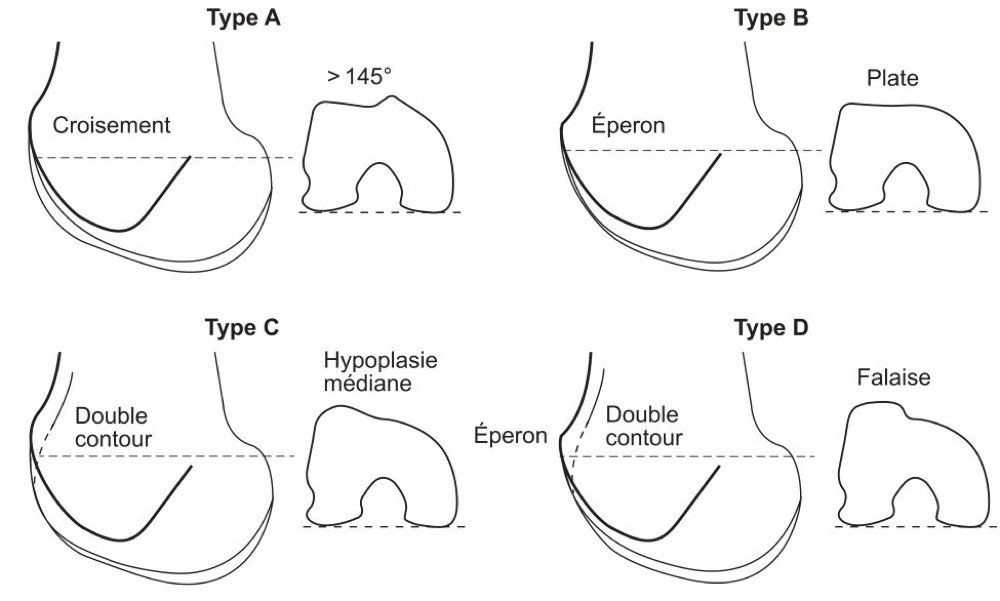 Type A
> 145°
Croisement
Type B
Plate
Éperon
Type C
Hypoplasie
médiane
Double
contour
Type D
Falaise
Éperon
Double
contour